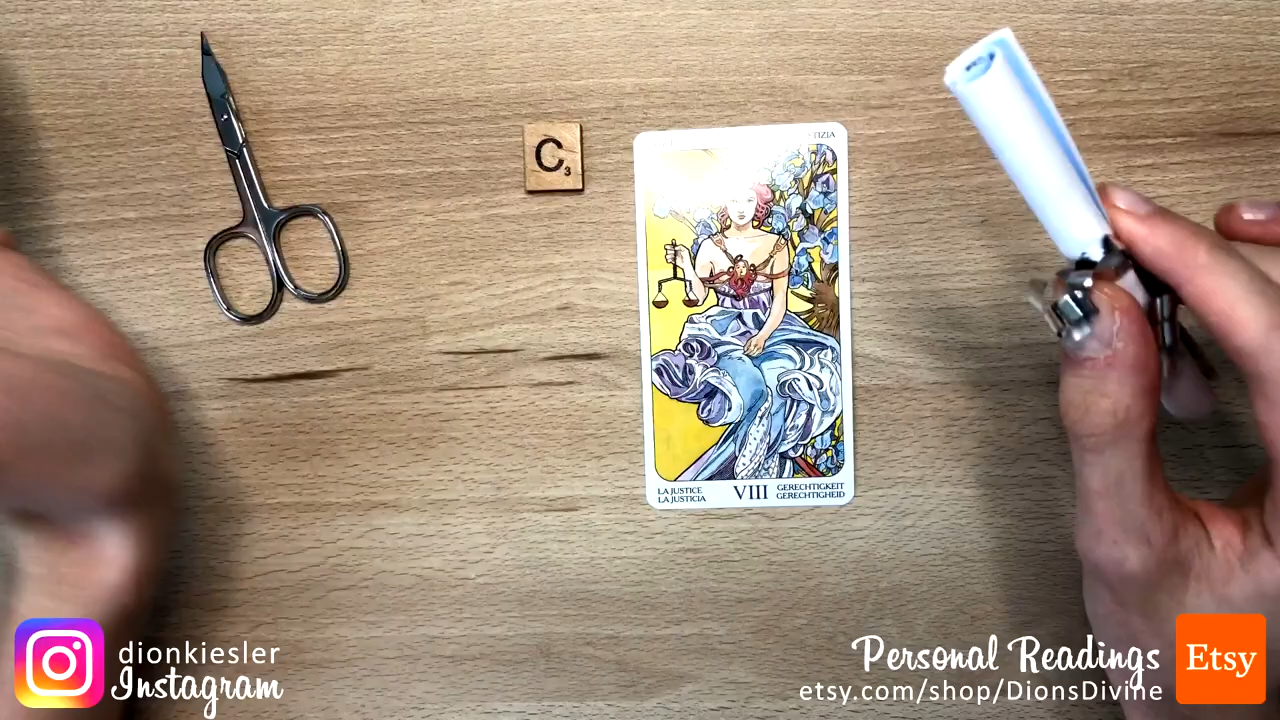 C
3
TIZIA
LA JUSTICE
LA JUSTICIA
VIII
GERECHTIGKEIT
GERECHTIGHEID
dionkiesler
Instagram
Personal Readings
etsy.com/shop/DionsDivine
Etsy